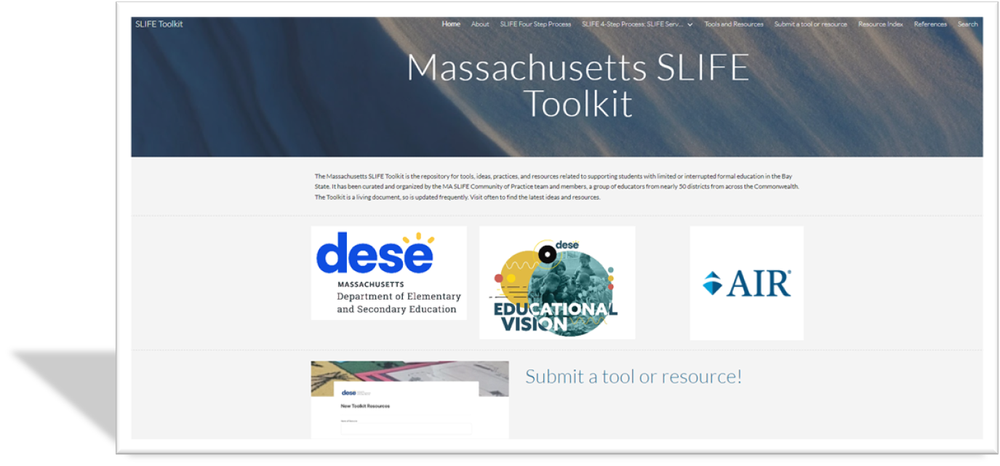 SLIFE Toolkit
Home About SLIFE Four Step Process SLIFE 4-Step Process: SLIFE Serv... Tools and Resources Submit a tool or resource Resource Index References Search
Massachusetts SLIFE
Toolkit
The Massachusetts SLIFE Toolkit is the repository for tools, ideas, practices, and resources related to supporting students with limited or interrupted formal education in the Bay
State. It has been curated and organized by the MA SLIFE Community of Practice team and members, a group of educators from nearly 50 districts from across the Commonwealth.
The Toolkit is a living document, so is updated frequently. Visit often to find the latest ideas and resources.
dese
MASSACHUSETTS
Department of Elementary
and Secondary Education
dese
EDUCATIONAL
VISION
AIR®
Submit a tool or resource!
dese
New Toolkit Resources